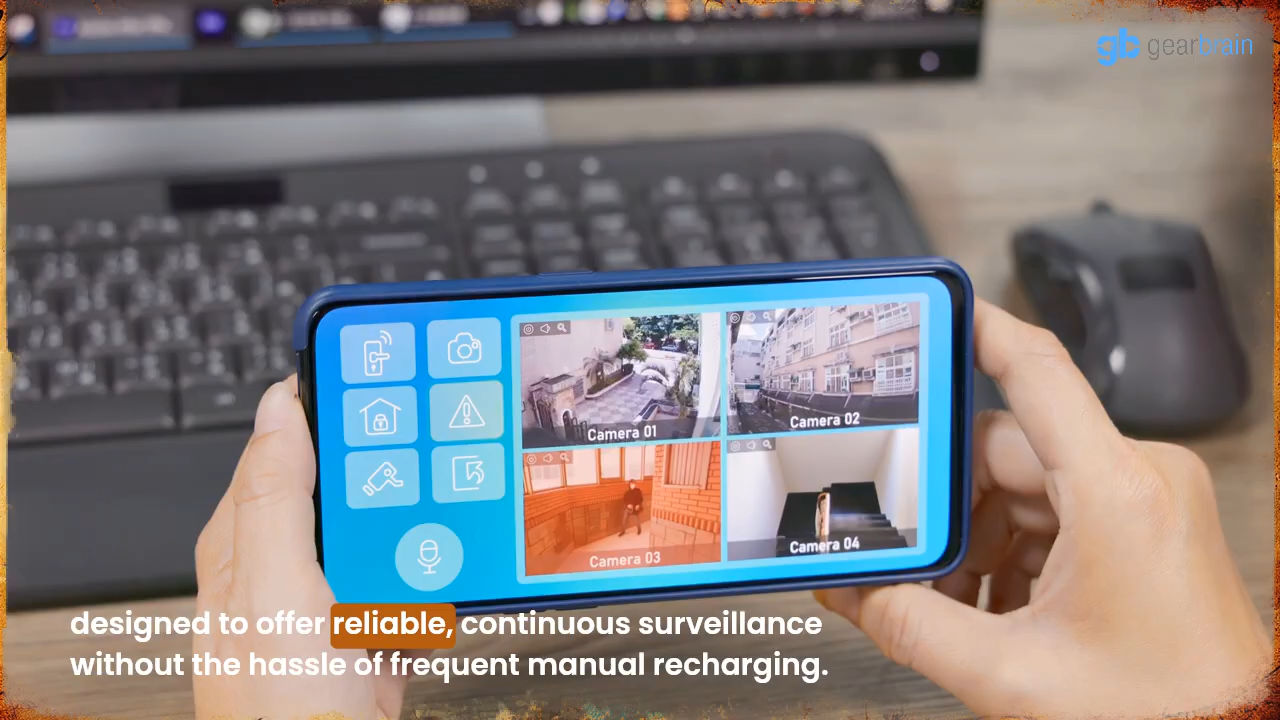 gb gearbrain
Camera 01
Camera 02
Camera 03
Camera 04
designed to offer reliable, continuous surveillance
without the hassle of frequent manual recharging.